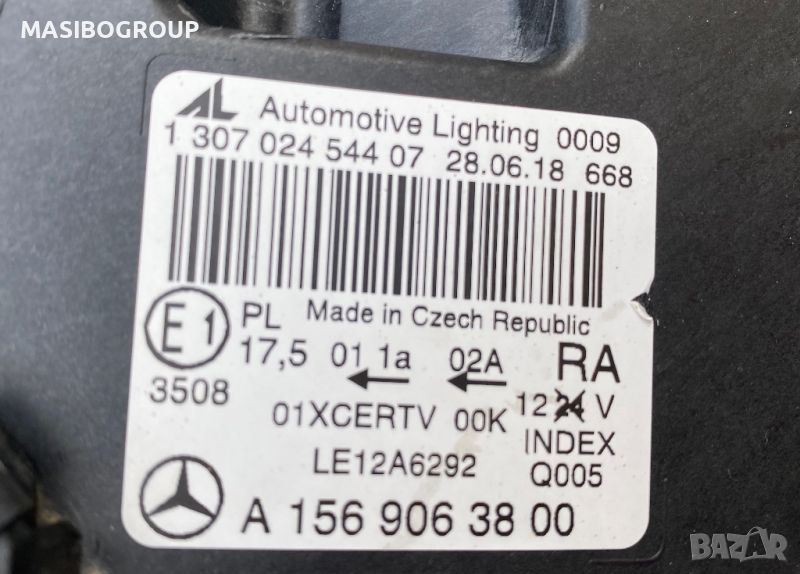 MASIBOGROUP
AL Automotive Lighting 0009
1 307 024 544 07 28.06.18 668
Made in Czech Republic
E1 PL
17,5 01 1a 02A RA
3508
01XCERTV 00K 12 24 V
LE12A6292 INDEX
Q005
A 156 906 38 00
BAZAR